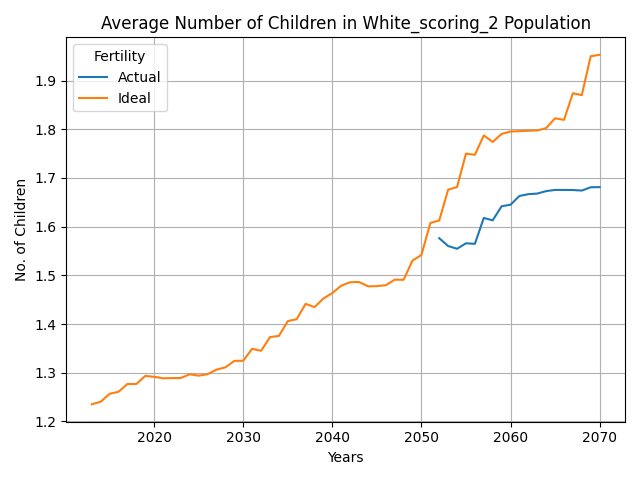 Average Number of Children in White_scoring_2 Population
Fertility
Actual
Ideal
No. of Children
1.9
1.8
1.7
1.6
1.5
1.4
1.3
1.2
2020 2030 2040 2050 2060 2070
Years